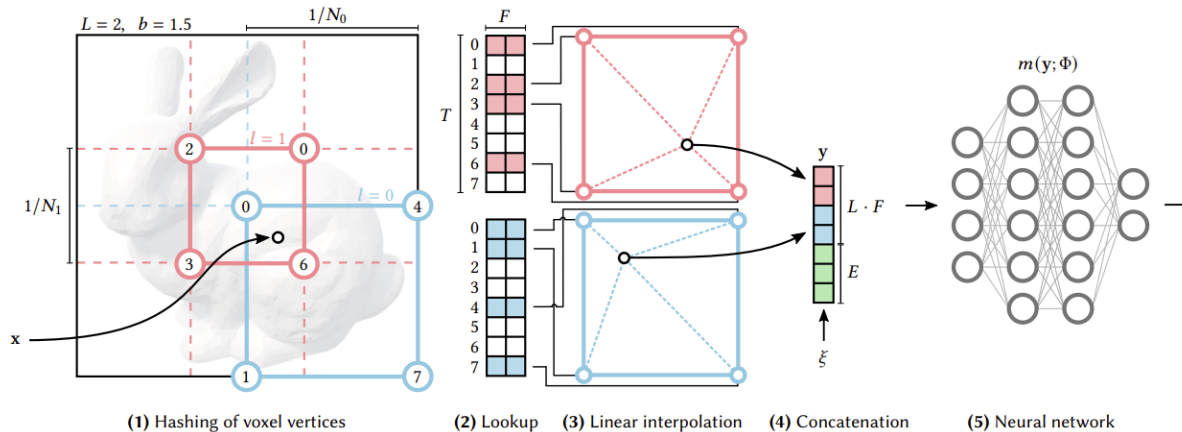 L = 2, b = 1.5
1/N₀
l = 1
2
0
1/N₁
l = 0
0
4
3
6
x
1
7
F
T
0
1
2
3
4
5
6
7
0
1
2
3
4
5
6
7
y
L · F
E
ξ
m(y; Φ)
(1) Hashing of voxel vertices
(2) Lookup
(3) Linear interpolation
(4) Concatenation
(5) Neural network